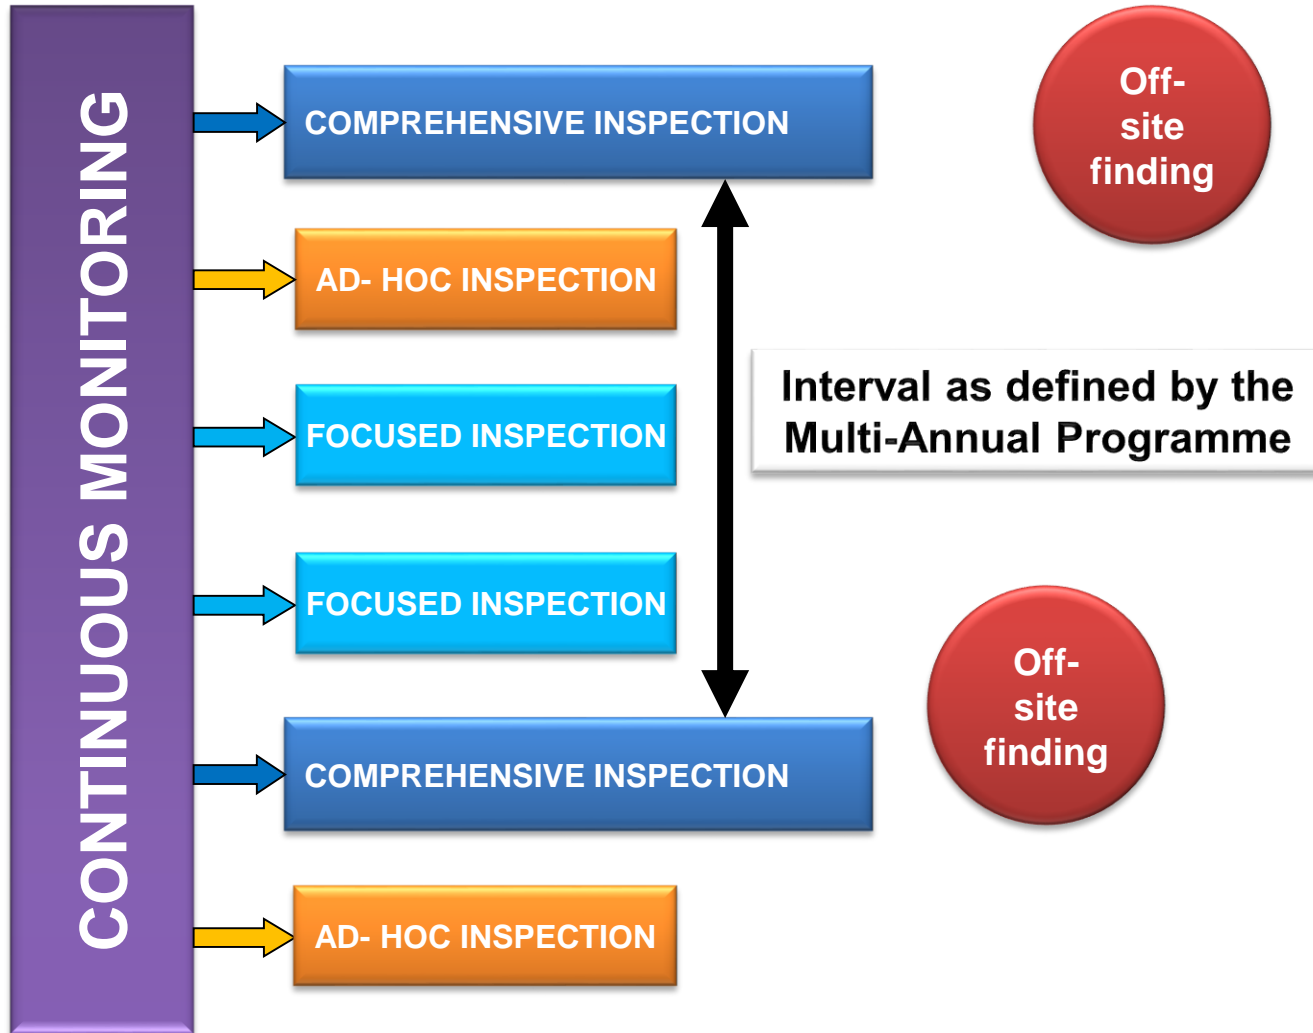 CONTINUOUS MONITORING
COMPREHENSIVE INSPECTION
Off-
site
finding
AD- HOC INSPECTION
FOCUSED INSPECTION
Interval as defined by the
Multi-Annual Programme
FOCUSED INSPECTION
Off-
site
finding
COMPREHENSIVE INSPECTION
AD- HOC INSPECTION